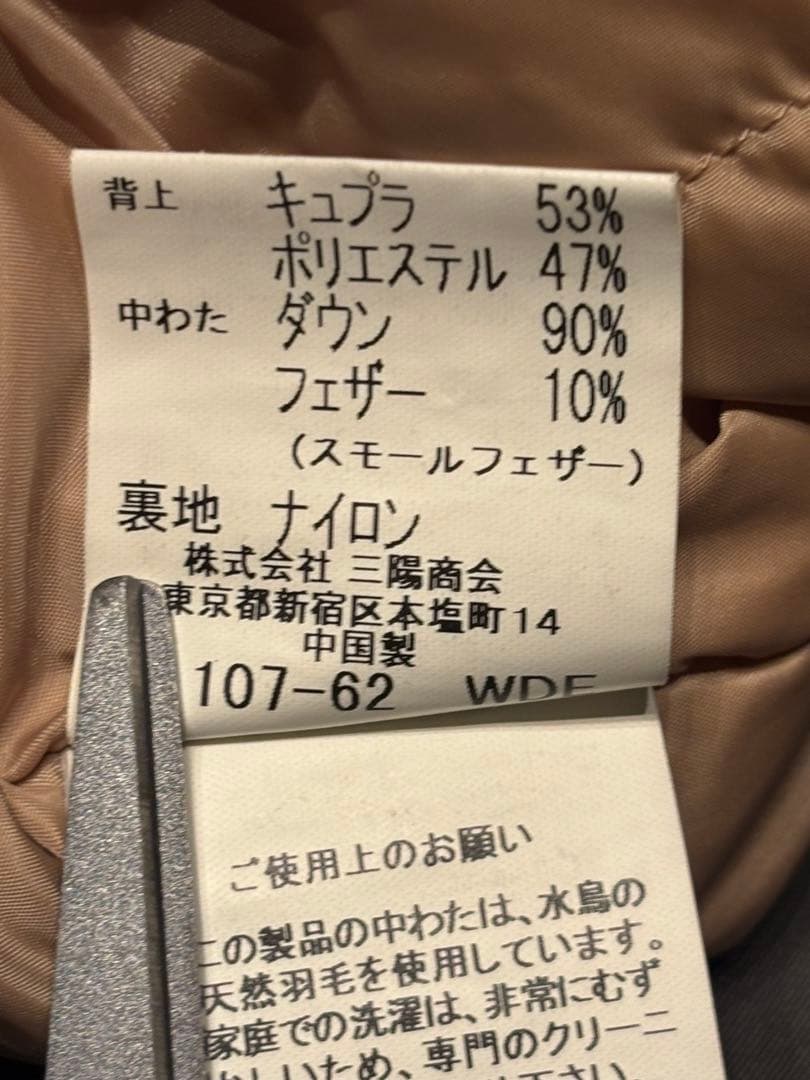 背上 キュプラ 53%
ポリエステル 47%
中わた ダウン 90%
フェザー 10%
(スモールフェザー)
裏地 ナイロン
株式会社 三陽商会
東京都新宿区本塩町14
中国製
107-62 WDE
ご使用上のお願い
この製品の中わたは、水鳥の
天然羽毛を使用しています。
家庭での洗濯は、非常にむず
かしいため、専門のクリーニ
下さい。